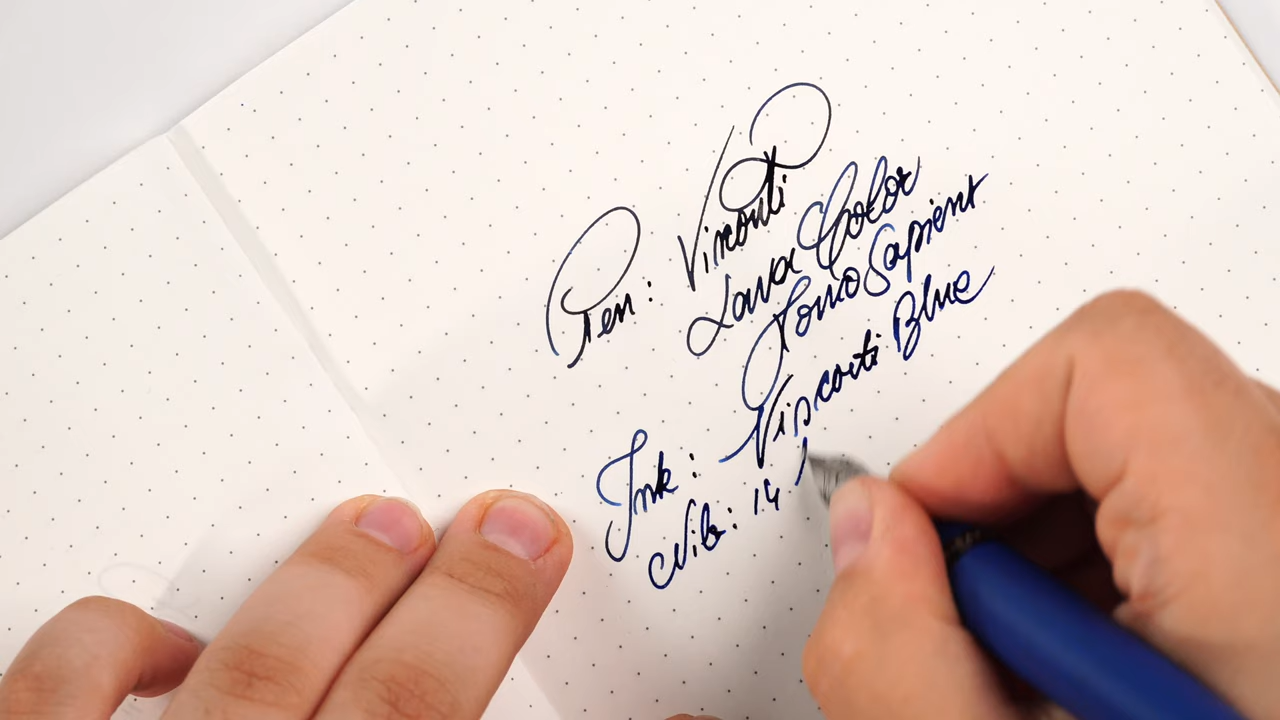 Pen: Visconti
Lava Color
Homo Sapiens
Ink: Visconti Blue
Nib: 14